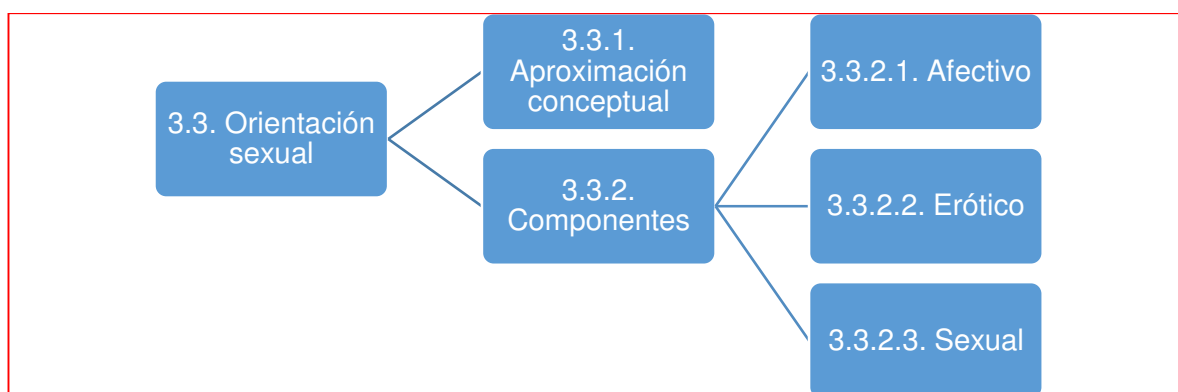 3.3. Orientación
sexual
3.3.1.
Aproximación
conceptual
3.3.2.
Componentes
3.3.2.1. Afectivo
3.3.2.2. Erótico
3.3.2.3. Sexual